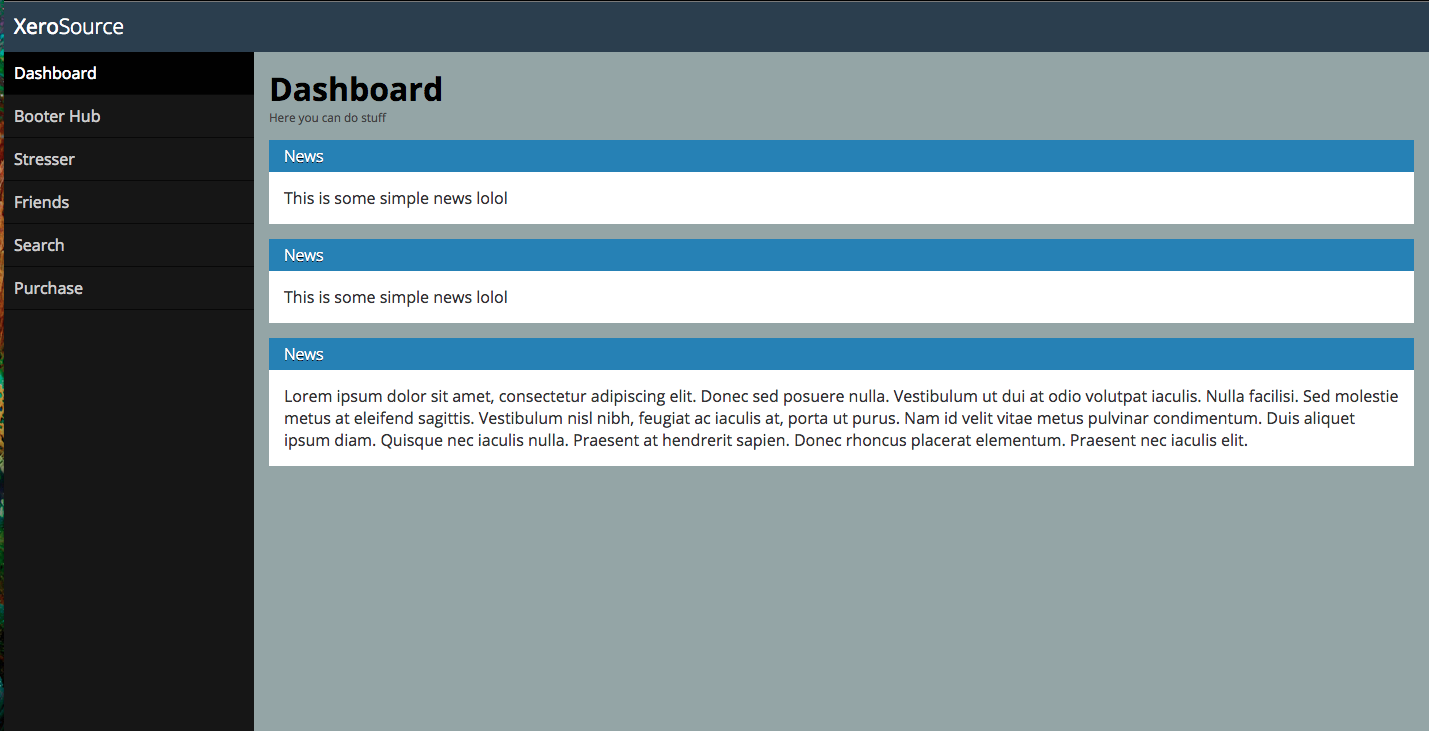 XeroSource
Dashboard
Booter Hub
Stresser
Friends
Search
Purchase
Dashboard
Here you can do stuff
News
This is some simple news lolol
News
This is some simple news lolol
News
Lorem ipsum dolor sit amet, consectetur adipiscing elit. Donec sed posuere nulla. Vestibulum ut dui at odio volutpat iaculis. Nulla facilisi. Sed molestie
metus at eleifend sagittis. Vestibulum nisl nibh, feugiat ac iaculis at, porta ut purus. Nam id velit vitae metus pulvinar condimentum. Duis aliquet
ipsum diam. Quisque nec iaculis nulla. Praesent at hendrerit sapien. Donec rhoncus placerat elementum. Praesent nec iaculis elit.